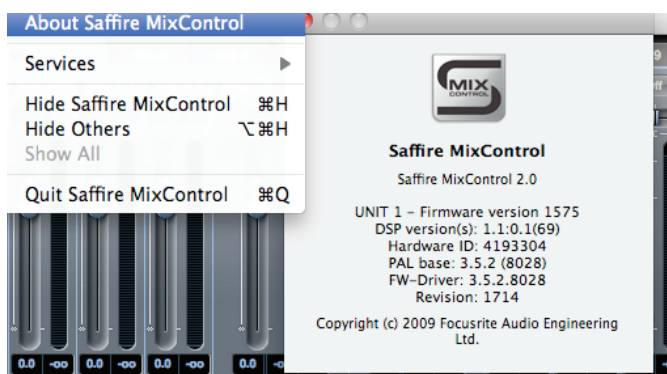 About Saffire MixControl
Services
Hide Saffire MixControl ⌘H
Hide Others ⌥⌘H
Show All
Quit Saffire MixControl ⌘Q
MIX
CONTROL
Saffire MixControl
Saffire MixControl 2.0
UNIT 1 - Firmware version 1575
DSP version(s): 1.1:0.1(69)
Hardware ID: 4193304
PAL base: 3.5.2 (8028)
FW-Driver: 3.5.2.8028
Revision: 1714
Copyright (c) 2009 Focusrite Audio Engineering
Ltd.
0.0 -oo 0.0 -oo 0.0 -oo 0.0